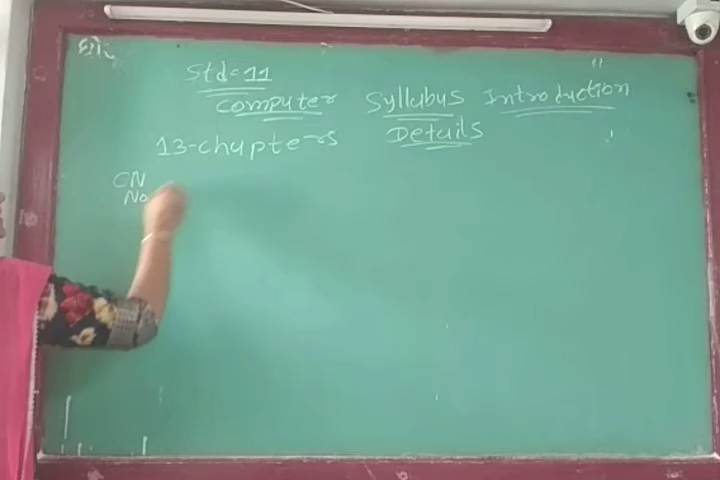 Std=11
Computer Syllabus Introduction
13-chapters Details
CN
No